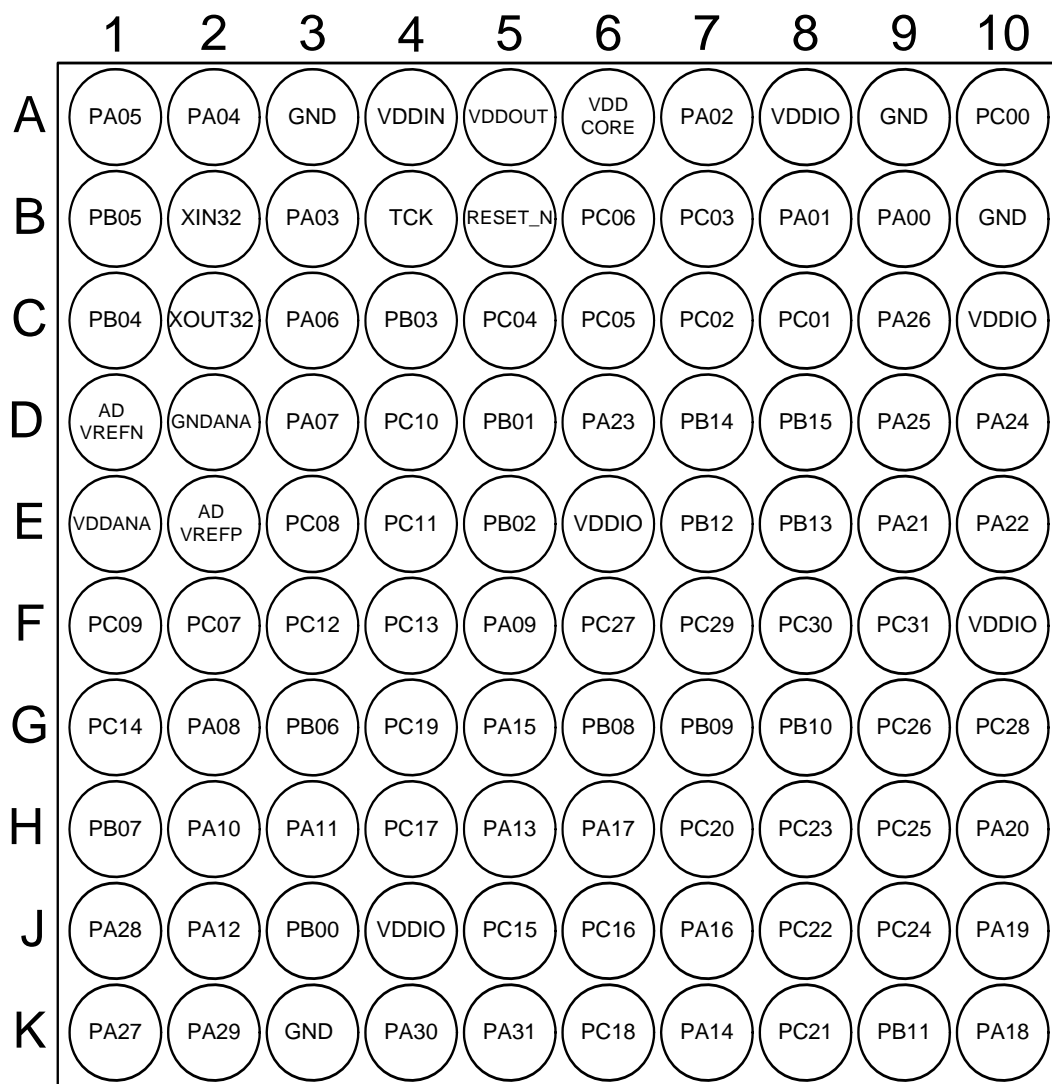 1 2 3 4 5 6 7 8 9 10
A PA05 PA04 GND VDDIN VDDOUT VDD CORE PA02 VDDIO GND PC00
B PB05 XIN32 PA03 TCK RESET_N PC06 PC03 PA01 PA00 GND
C PB04 XOUT32 PA06 PB03 PC04 PC05 PC02 PC01 PA26 VDDIO
D AD VREFN GNDANA PA07 PC10 PB01 PA23 PB14 PB15 PA25 PA24
E VDDANA AD VREFP PC08 PC11 PB02 VDDIO PB12 PB13 PA21 PA22
F PC09 PC07 PC12 PC13 PA09 PC27 PC29 PC30 PC31 VDDIO
G PC14 PA08 PB06 PC19 PA15 PB08 PB09 PB10 PC26 PC28
H PB07 PA10 PA11 PC17 PA13 PA17 PC20 PC23 PC25 PA20
J PA28 PA12 PB00 VDDIO PC15 PC16 PA16 PC22 PC24 PA19
K PA27 PA29 GND PA30 PA31 PC18 PA14 PC21 PB11 PA18